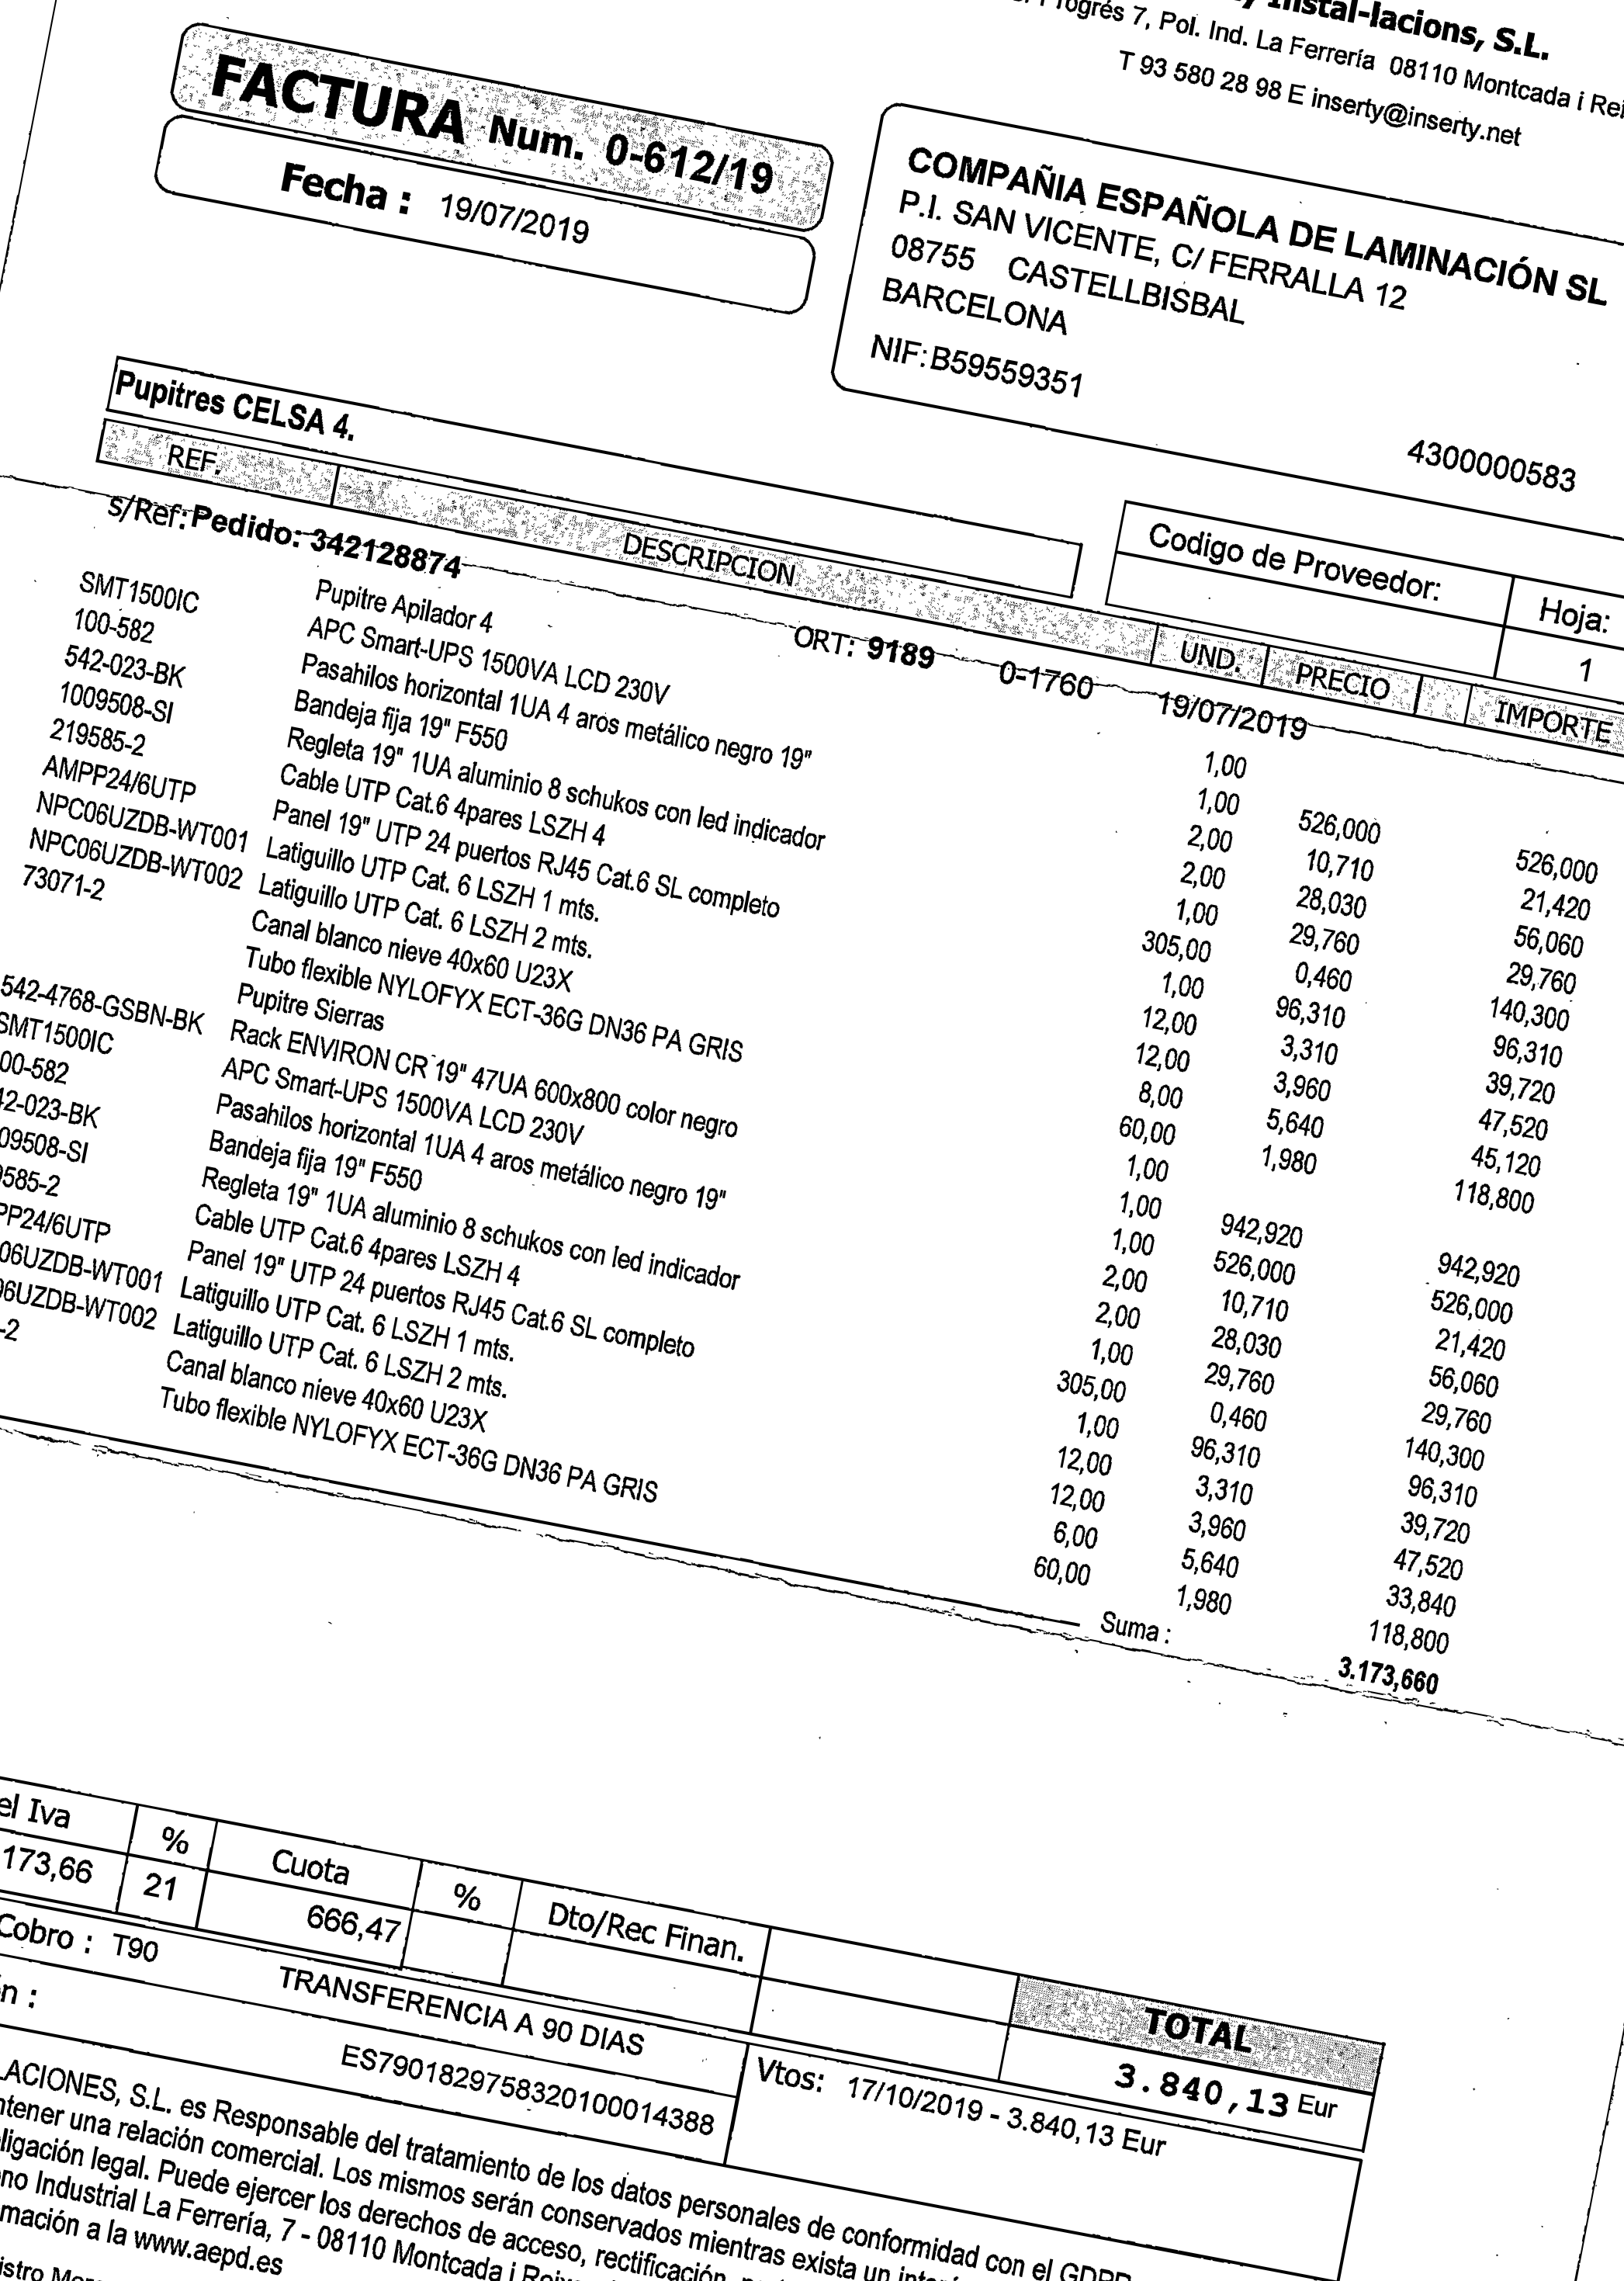 Instal-lacions, S.L.
Progrés 7, Pol. Ind. La Ferrería 08110 Montcada i Rei
T 93 580 28 98 E inserty@inserty.net
FACTURA Num. 0-612/19
Fecha : 19/07/2019
COMPAÑIA ESPAÑOLA DE LAMINACIÓN SL
P.I. SAN VICENTE, C/ FERRALLA 12
08755 CASTELLBISBAL
BARCELONA
NIF: B59559351
4300000583
Pupitres CELSA 4.
Codigo de Proveedor: Hoja:
1
REF. DESCRIPCION UND. PRECIO IMPORTE
s/Ref: Pedido: 342128874 ORT: 9189 0-1760 19/07/2019
Pupitre Apilador 4 1,00
SMT1500IC APC Smart-UPS 1500VA LCD 230V 1,00 526,000 526,000
100-582 Pasahilos horizontal 1UA 4 aros metálico negro 19" 2,00 10,710 21,420
542-023-BK Bandeja fija 19" F550 2,00 28,030 56,060
1009508-SI Regleta 19" 1UA aluminio 8 schukos con led indicador 1,00 29,760 29,760
219585-2 Cable UTP Cat.6 4pares LSZH 4 305,00 0,460 140,300
AMPP24/6UTP Panel 19" UTP 24 puertos RJ45 Cat.6 SL completo 1,00 96,310 96,310
NPC06UZDB-WT001 Latiguillo UTP Cat. 6 LSZH 1 mts. 12,00 3,310 39,720
NPC06UZDB-WT002 Latiguillo UTP Cat. 6 LSZH 2 mts. 12,00 3,960 47,520
73071-2 Canal blanco nieve 40x60 U23X 8,00 5,640 45,120
Tubo flexible NYLOFYX ECT-36G DN36 PA GRIS 60,00 1,980 118,800
Pupitre Sierras 1,00
542-4768-GSBN-BK Rack ENVIRON CR 19" 47UA 600x800 color negro 1,00 942,920 942,920
SMT1500IC APC Smart-UPS 1500VA LCD 230V 1,00 526,000 526,000
00-582 Pasahilos horizontal 1UA 4 aros metálico negro 19" 2,00 10,710 21,420
42-023-BK Bandeja fija 19" F550 2,00 28,030 56,060
09508-SI Regleta 19" 1UA aluminio 8 schukos con led indicador 1,00 29,760 29,760
9585-2 Cable UTP Cat.6 4pares LSZH 4 305,00 0,460 140,300
PP24/6UTP Panel 19" UTP 24 puertos RJ45 Cat.6 SL completo 1,00 96,310 96,310
06UZDB-WT001 Latiguillo UTP Cat. 6 LSZH 1 mts. 12,00 3,310 39,720
06UZDB-WT002 Latiguillo UTP Cat. 6 LSZH 2 mts. 12,00 3,960 47,520
-2 Canal blanco nieve 40x60 U23X 6,00 5,640 33,840
Tubo flexible NYLOFYX ECT-36G DN36 PA GRIS 60,00 1,980 118,800
Suma : 3.173,660
el Iva % Cuota % Dto/Rec Finan. TOTAL
173,66 21 666,47 3.840,13 Eur
Cobro : T90 TRANSFERENCIA A 90 DIAS Vtos: 17/10/2019 - 3.840,13 Eur
n : ES7901829758320100014388
LACIONES, S.L. es Responsable del tratamiento de los datos personales de conformidad con el GDPR
ntener una relación comercial. Los mismos serán conservados mientras exista un
ligación legal. Puede ejercer los derechos de acceso, rectificación,
no Industrial La Ferrería, 7 - 08110 Montcada i
mación a la www.aepd.es